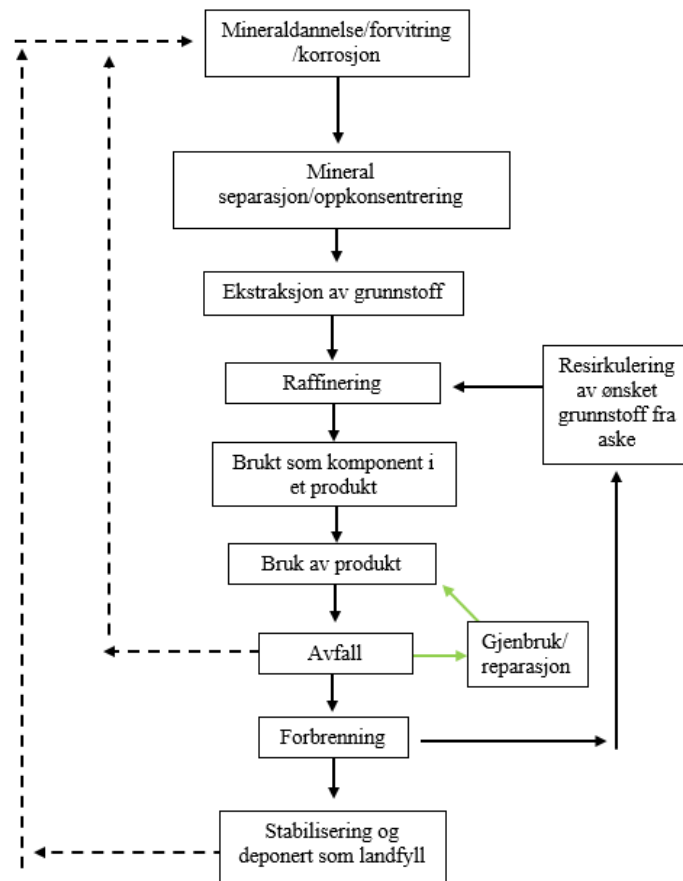 Mineraldannelse/forvitring
/korrosjon
Mineral
separasjon/oppkonsentrering
Ekstraksjon av grunnstoff
Raffinering
Resirkulering
av ønsket
grunnstoff fra
aske
Brukt som komponent i
et produkt
Bruk av produkt
Avfall
Gjenbruk/
reparasjon
Forbrenning
Stabilisering og
deponert som landfyll